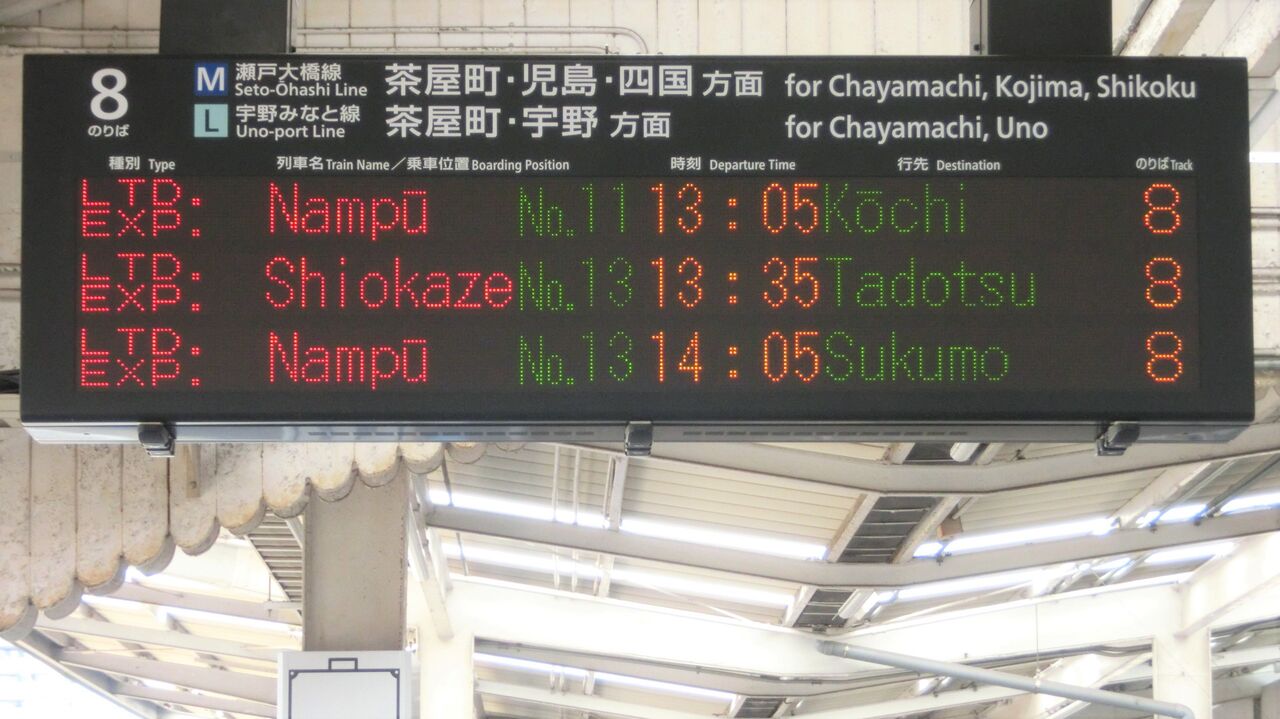 8 のりば
M 瀬戸大橋線 Seto-Ōhashi Line 茶屋町・児島・四国 方面 for Chayamachi, Kojima, Shikoku
L 宇野みなと線 Uno-port Line 茶屋町・宇野 方面 for Chayamachi, Uno
種別 Type 列車名 Train Name／乗車位置 Boarding Position 時刻 Departure Time 行先 Destination のりば Track
LTD. EXP. Nampū No.11 13:05 Kōchi 8
LTD. EXP. Shiokaze No.13 13:35 Tadotsu 8
LTD. EXP. Nampū No.13 14:05 Sukumo 8